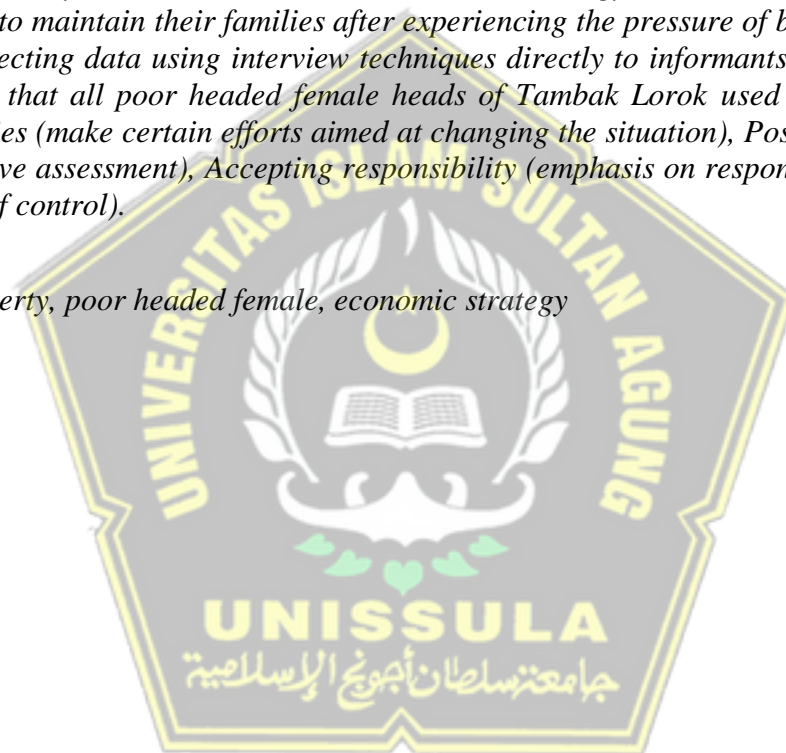 to maintain their families after experiencing the pressure of b
ecting data using interview techniques directly to informants
that all poor headed female heads of Tambak Lorok used
es (make certain efforts aimed at changing the situation), Pos
ve assessment), Accepting responsibility (emphasis on respon
f control).
erty, poor headed female, economic strategy
UNIVERSITAS ISLAM SULTAN AGUNG
UNISSULA
جامعتنسلطان أجونج الإسلامية